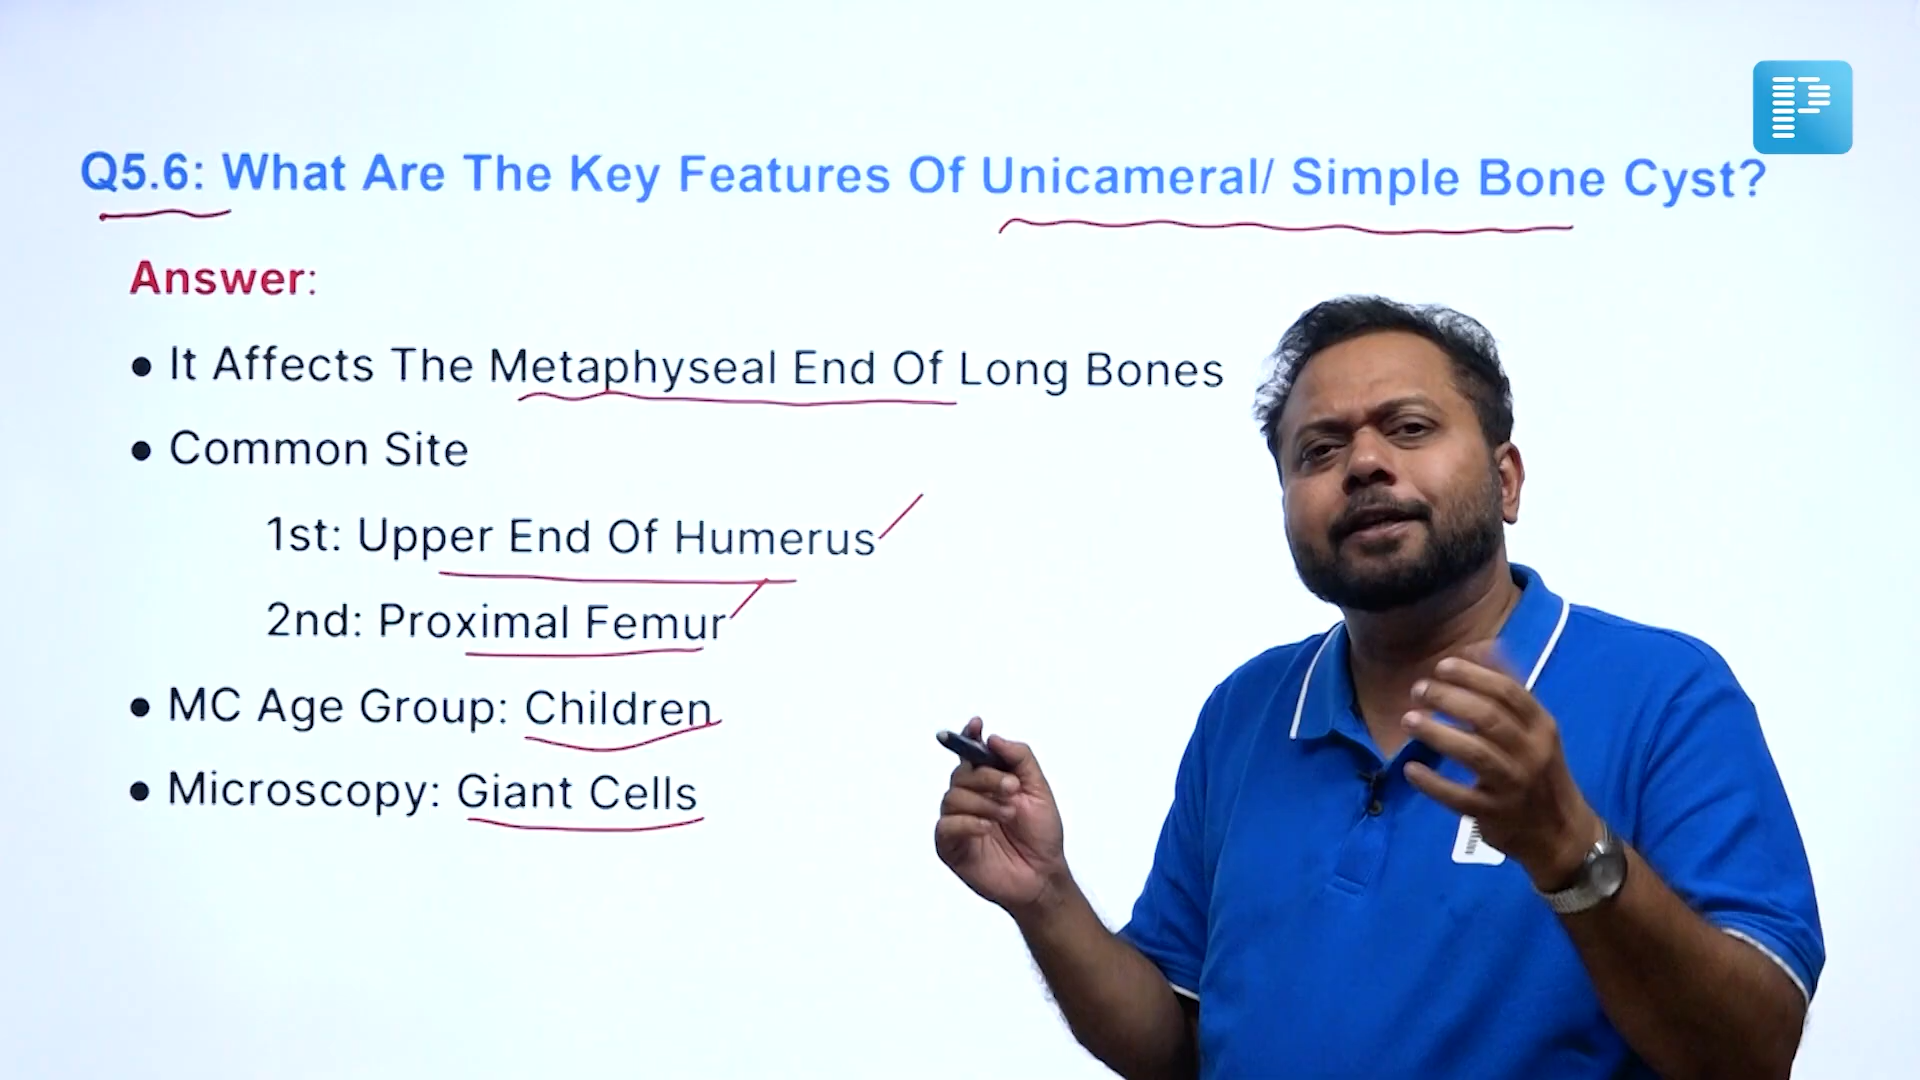 Q5.6: What Are The Key Features Of Unicameral/ Simple Bone Cyst?
Answer:
● It Affects The Metaphyseal End Of Long Bones
● Common Site
1st: Upper End Of Humerus
2nd: Proximal Femur
● MC Age Group: Children
● Microscopy: Giant Cells